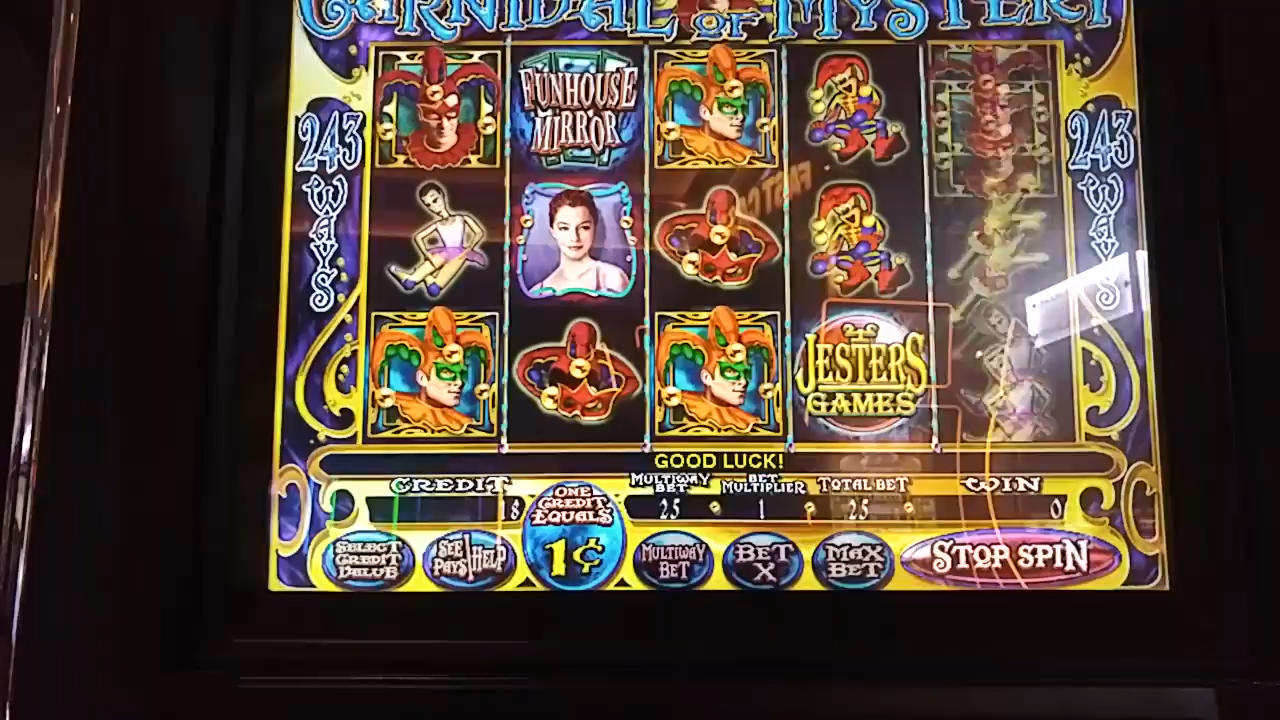 CARNIVAL OF MYSTERY
FUNHOUSE
MIRROR
243
WAYS
243
WAYS
JESTERS
GAMES
GOOD LUCK!
CREDIT
8
ONE
CREDIT
EQUALS
1¢
MULTIWAY
BET
25
BET
MULTIPLIER
1
TOTAL BET
25
WIN
0
SELECT
CREDIT
VALUE
SEE
PAYS/HELP
MULTIWAY
BET
BET
X
MAX
BET
STOP SPIN